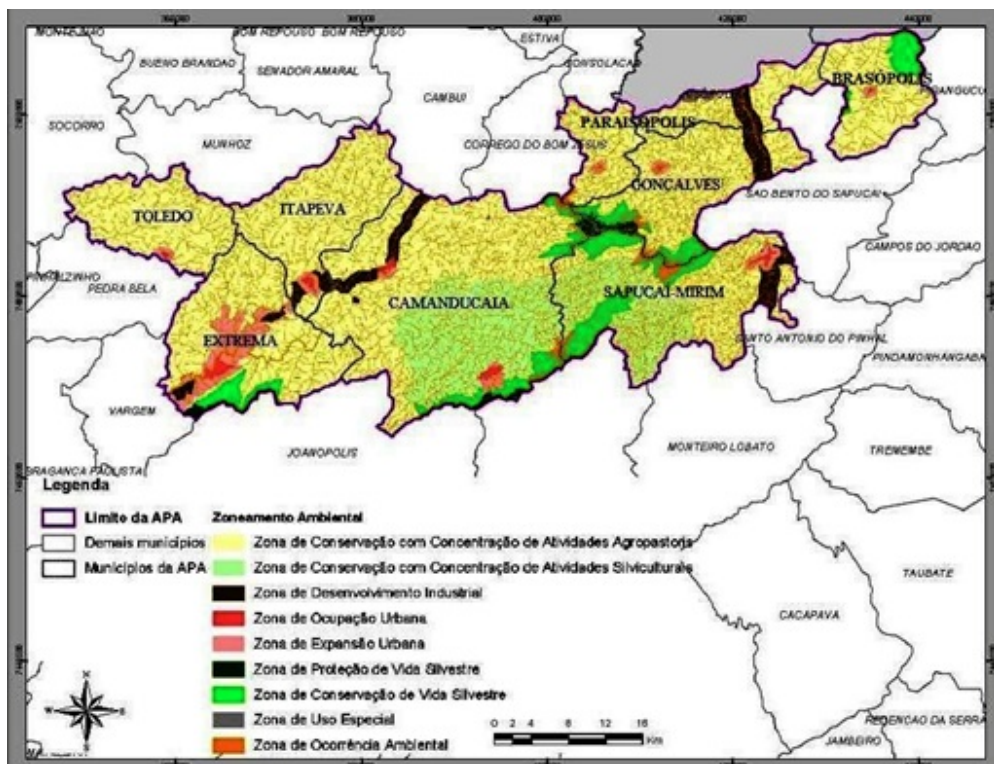 BOM REPOUSO BOM REPOUSO
ESTIVA
BUENO BRANDAO
SENADOR AMARAL
CONSOLACAO
BRASÓPOLIS
CAMBUI
SOCORRO
PARAISÓPOLIS
MUNHOZ
CORREGO DO BOM JESUS
GONÇALVES
SAO BENTO DO SAPUCAI
TOLEDO
ITAPEVA
CAMPOS DO JORDAO
PEDRA BELA
CAMANDUCAIA
SAPUCAI-MIRIM
EXTREMA
SANTO ANTONIO DO PINHAL
PINDAMONHANGABA
VARGEM
JOANOPOLIS
MONTEIRO LOBATO
TREMEMBE
BRAGANCA PAULISTA
Legenda
Limite da APA
Demais municípios
Municípios da APA
Zoneamento Ambiental
Zona de Conservação com Concentração de Atividades Agropastoris
Zona de Conservação com Concentração de Atividades Silviculturais
Zona de Desenvolvimento Industrial
Zona de Ocupação Urbana
Zona de Expansão Urbana
Zona de Proteção de Vida Silvestre
Zona de Conservação de Vida Silvestre
Zona de Uso Especial
Zona de Ocorrência Ambiental
TAUBATE
CACAPAVA
REDENCAO DA SERRA
JAMBEIRO
N
W E
S
0 2 4 8 12 16
Km